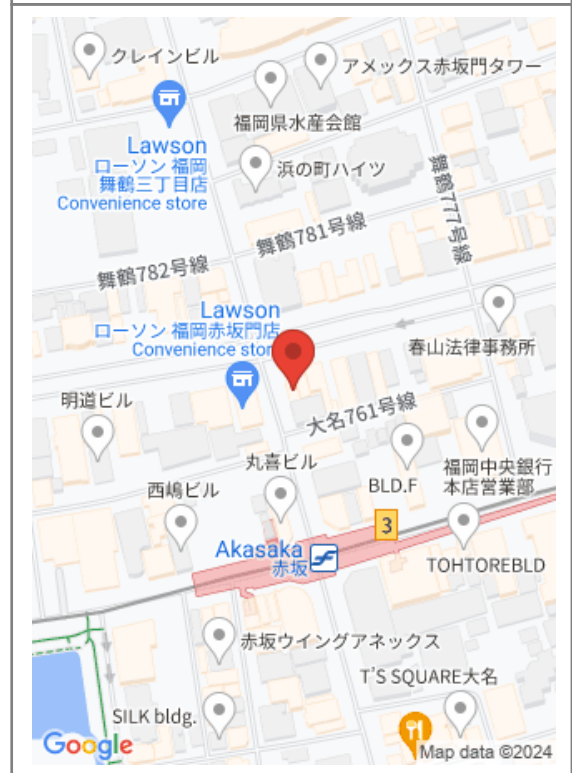 クレインビル
アメックス赤坂門タワー
Lawson
ローソン 福岡
舞鶴三丁目店
Convenience store
福岡県水産会館
浜の町ハイツ
舞鶴777号線
舞鶴781号線
舞鶴782号線
Lawson
ローソン 福岡赤坂門店
Convenience stor
春山法律事務所
明道ビル
大名761号線
丸喜ビル
西嶋ビル
BLD.F
福岡中央銀行
本店営業部
3
Akasaka
赤坂
TOHTOREBLD
赤坂ウイングアネックス
T'S SQUARE大名
SILK bldg.
Google
Map data ©2024